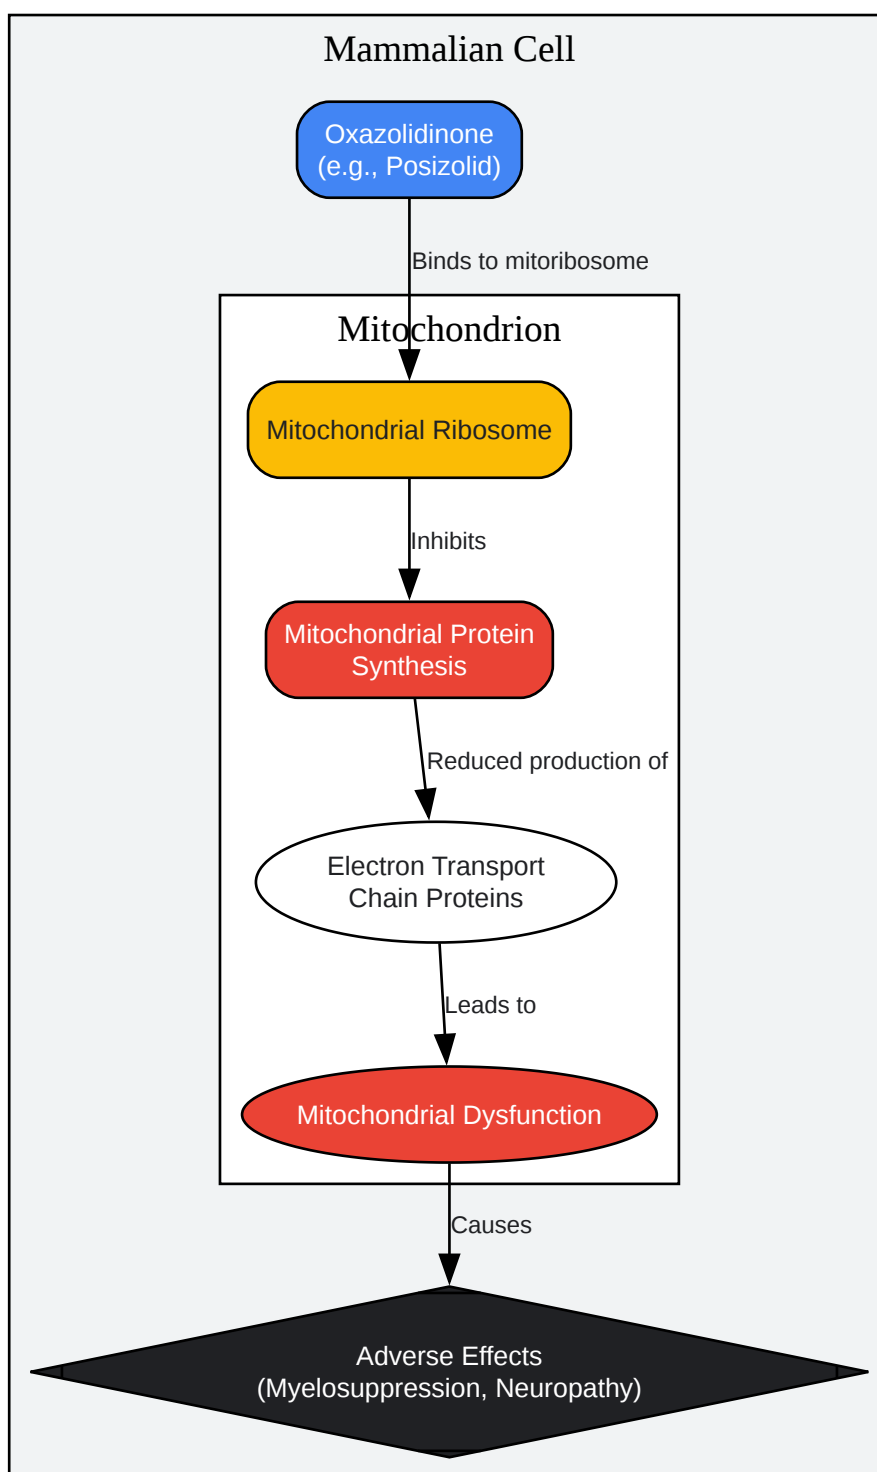 Mammalian Cell
Oxazolidinone
(e.g., Posizolid)
Binds to mitoribosome
Mitochondrion
Mitochondrial Ribosome
Inhibits
Mitochondrial Protein
Synthesis
Reduced production of
Electron Transport
Chain Proteins
Leads to
Mitochondrial Dysfunction
Causes
Adverse Effects
(Myelosuppression, Neuropathy)